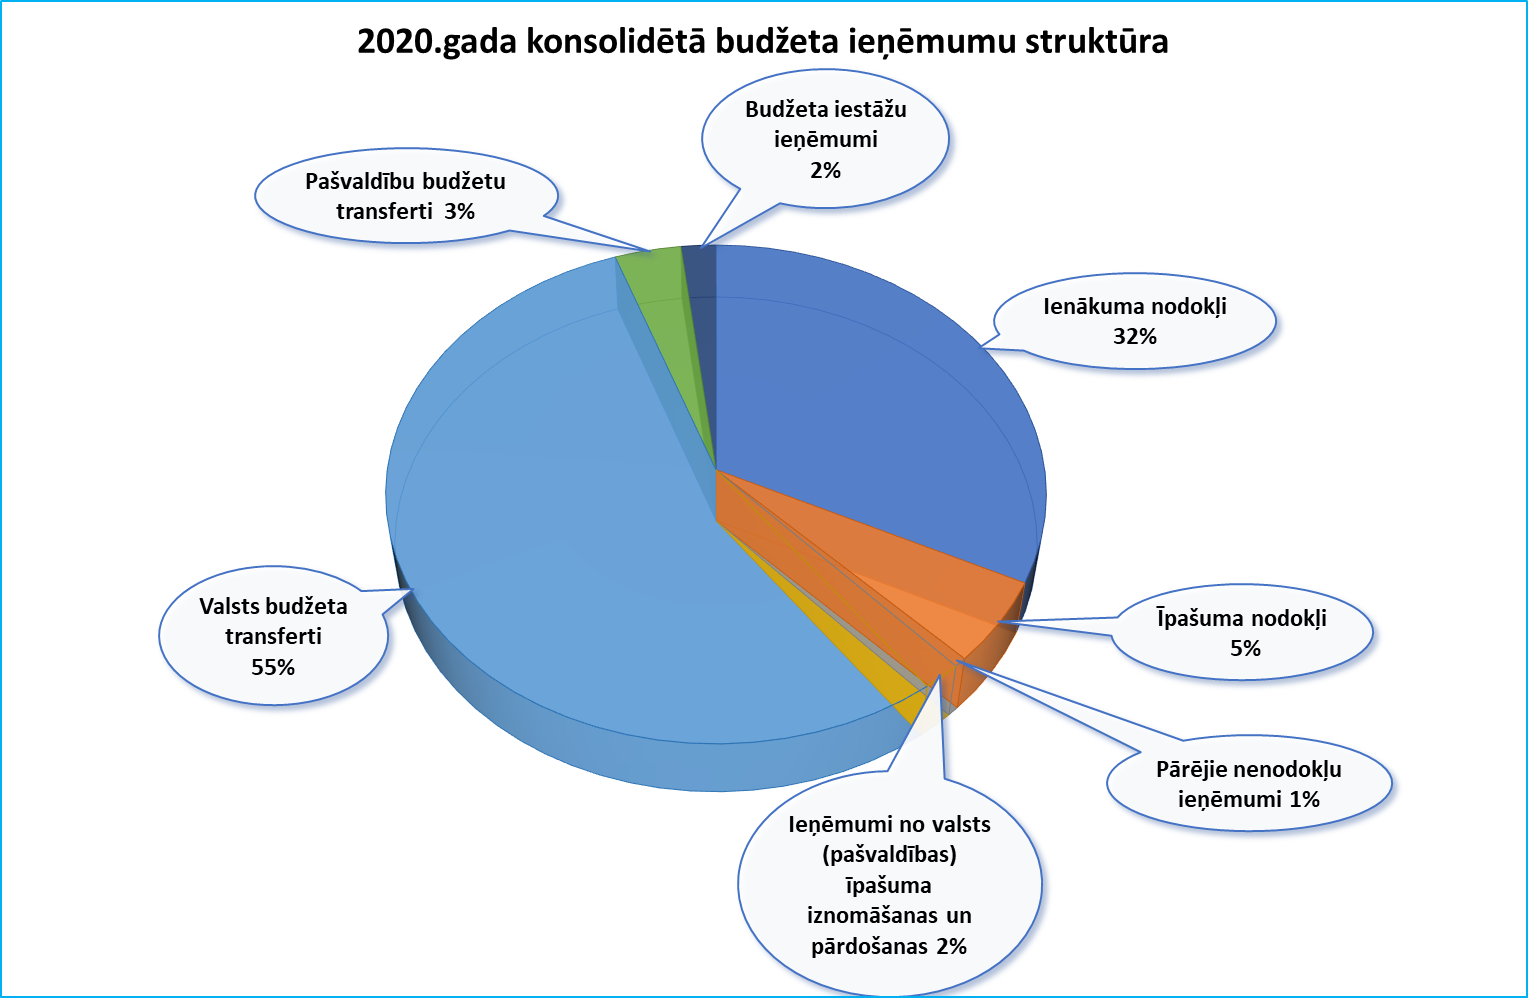 2020.gada konsolidētā budžeta ieņēmumu struktūra
Budžeta iestāžu
ieņēmumi
2%
Pašvaldību budžetu
transferti 3%
Ienākuma nodokļi
32%
Valsts budžeta
transferti
55%
Īpašuma nodokļi
5%
Pārējie nenodokļu
ieņēmumi 1%
Ieņēmumi no valsts
(pašvaldības)
īpašuma
iznomāšanas un
pārdošanas 2%